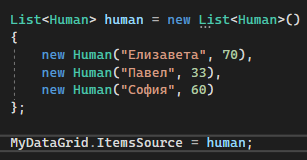 List<Human> human = new List<Human>()
{
    new Human("Елизавета", 70),
    new Human("Павел", 33),
    new Human("София", 60)
};
MyDataGrid.ItemsSource = human;